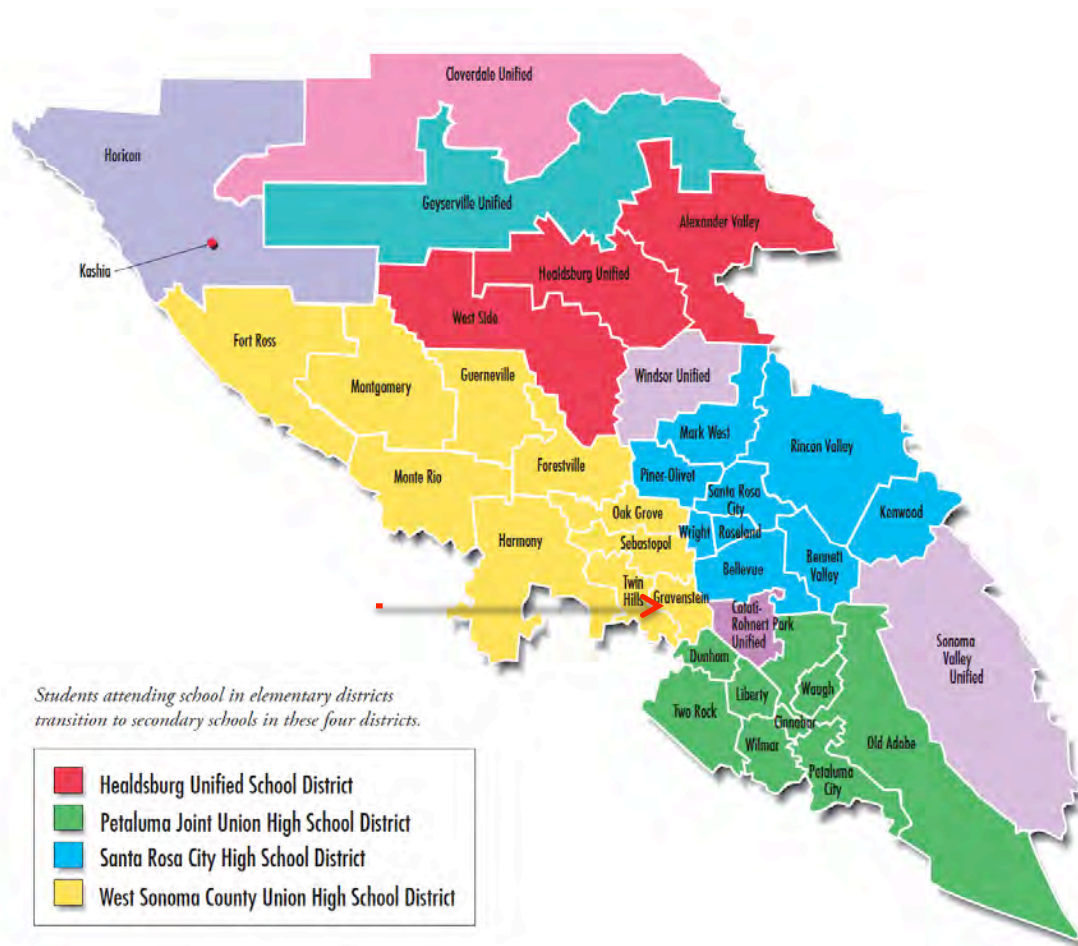 Cloverdale Unified
Horicon
Geyserville Unified
Alexander Valley
Kashia
Healdsburg Unified
West Side
Fort Ross
Windsor Unified
Guerneville
Montgomery
Mark West
Rincon Valley
Forestville
Piner-Olivet
Monte Rio
Santa Rosa
City
Kenwood
Oak Grove
Wright
Roseland
Harmony
Sebastopol
Bennett
Valley
Bellevue
Twin
Hills
Gravenstein
Cotati-
Rohnert Park
Unified
Sonoma
Valley
Unified
Dunham
Liberty
Waugh
Two Rock
Cinnabar
Wilmar
Old Adobe
Petaluma
City
Students attending school in elementary districts
transition to secondary schools in these four districts.
Healdsburg Unified School District
Petaluma Joint Union High School District
Santa Rosa City High School District
West Sonoma County Union High School District